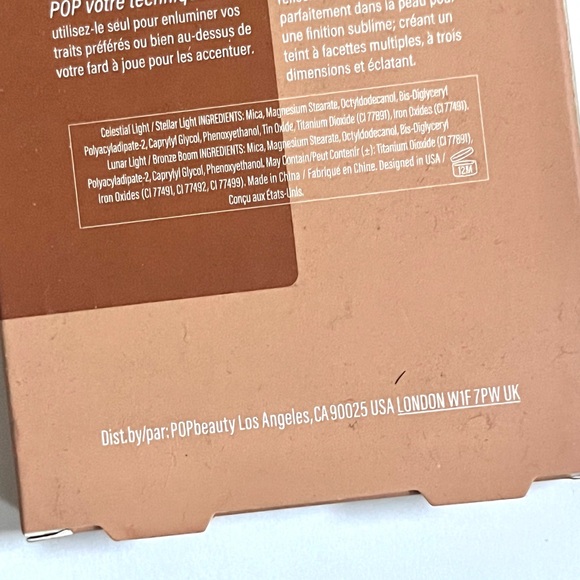 POP votre techniq
utilisez-le seul pour enluminer vos
traits préférés ou bien au-dessus de
votre fard à joue pour les accentuer.
parfaitement dans la peau pour
une finition sublime; créant un
teint à facettes multiples, à trois
dimensions et éclatant.
Celestial Light / Stellar Light INGREDIENTS: Mica, Magnesium Stearate, Octyldodecanol, Bis-Diglyceryl
Polyacyladipate-2, Caprylyl Glycol, Phenoxyethanol, Tin Oxide, Titanium Dioxide (CI 77891), Iron Oxides (CI 77491).
Lunar Light / Bronze Boom INGREDIENTS: Mica, Magnesium Stearate, Octyldodecanol, Bis-Diglyceryl
Polyacyladipate-2, Caprylyl Glycol, Phenoxyethanol. May Contain/Peut Contenir (±): Titanium Dioxide (CI 77891),
Iron Oxides (CI 77491, CI 77492, CI 77499). Made in China / Fabriqué en Chine. Designed in USA /
Conçu aux États-Unis.
12M
Dist.by/par: POPbeauty Los Angeles, CA 90025 USA LONDON W1F 7PW UK